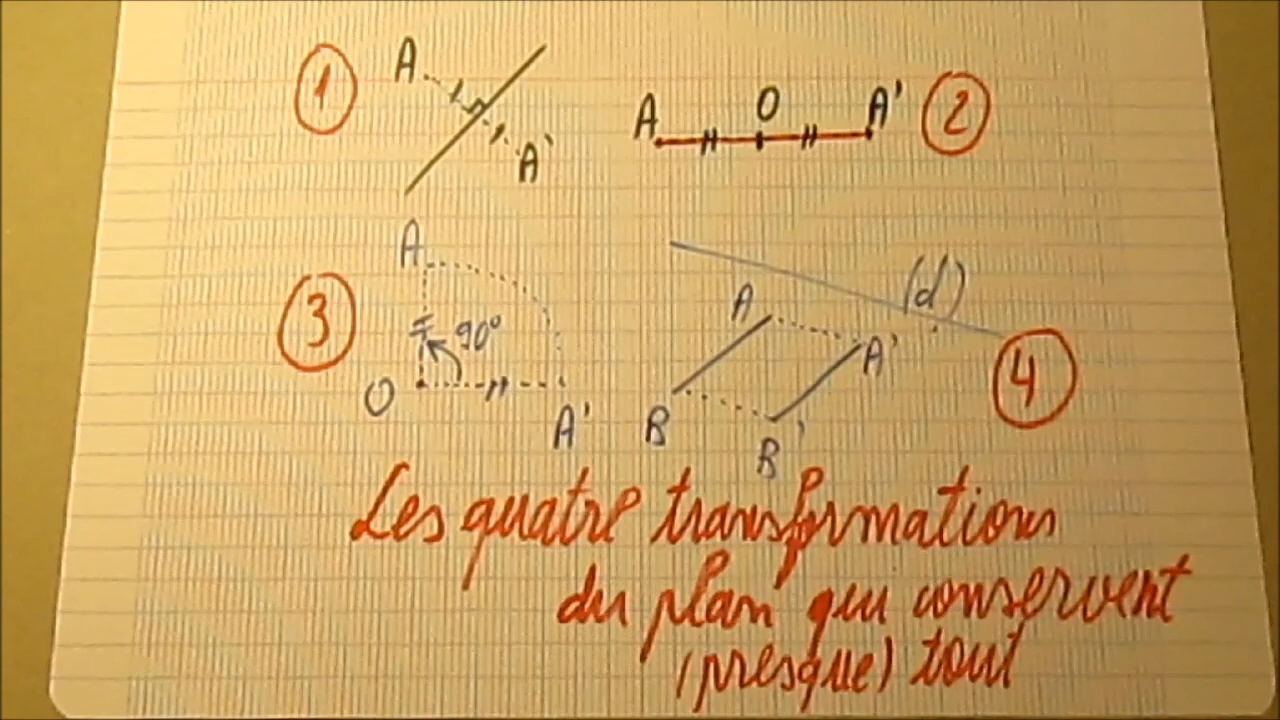 1 A A'
A O A' 2
3 A 90° O A'
(d) A A' B B' 4
Les quatre transformations
du plan qui conservent
(presque) tout